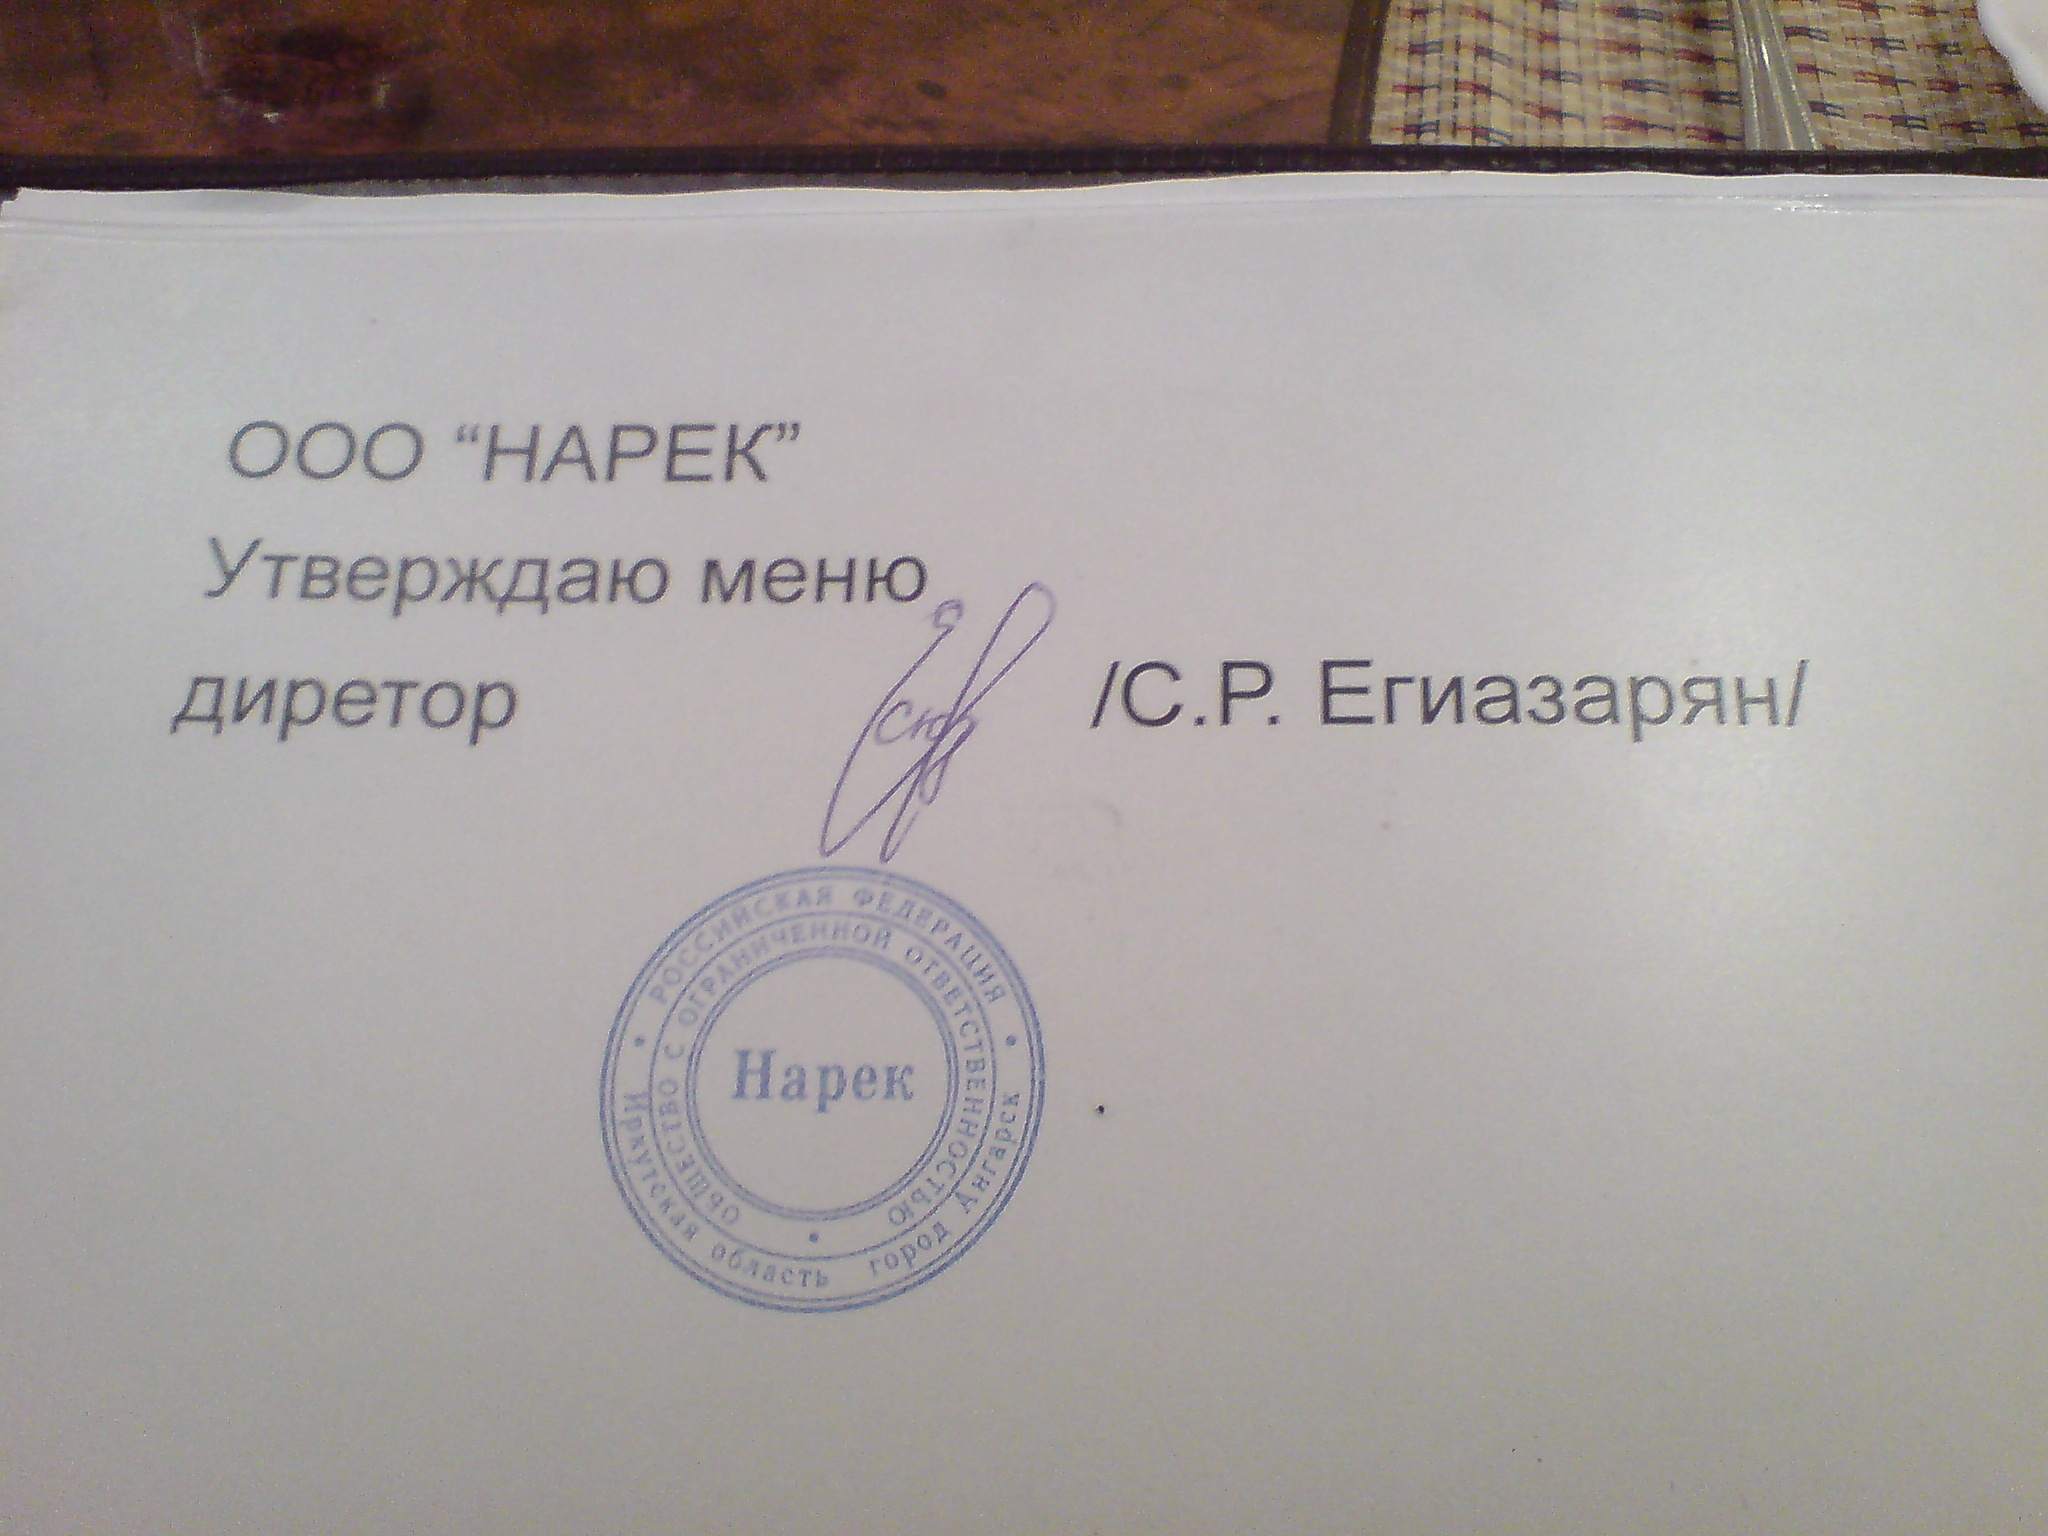 ООО “НАРЕК”
Утверждаю меню
диретор /С.Р. Егиазарян/
РОССИЙСКАЯ ФЕДЕРАЦИЯ
ОБЩЕСТВО С ОГРАНИЧЕННОЙ ОТВЕТСТВЕННОСТЬЮ
Нарек
Иркутская область город Ангарск